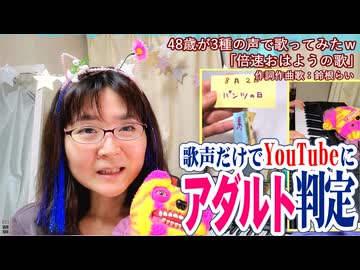 48歳が3種の声で歌ってみたｗ
「倍速おはようの歌」
作詞作曲歌：鈴根らい
8月2
パンツの日
歌声だけでYouTubeに
アダルト判定